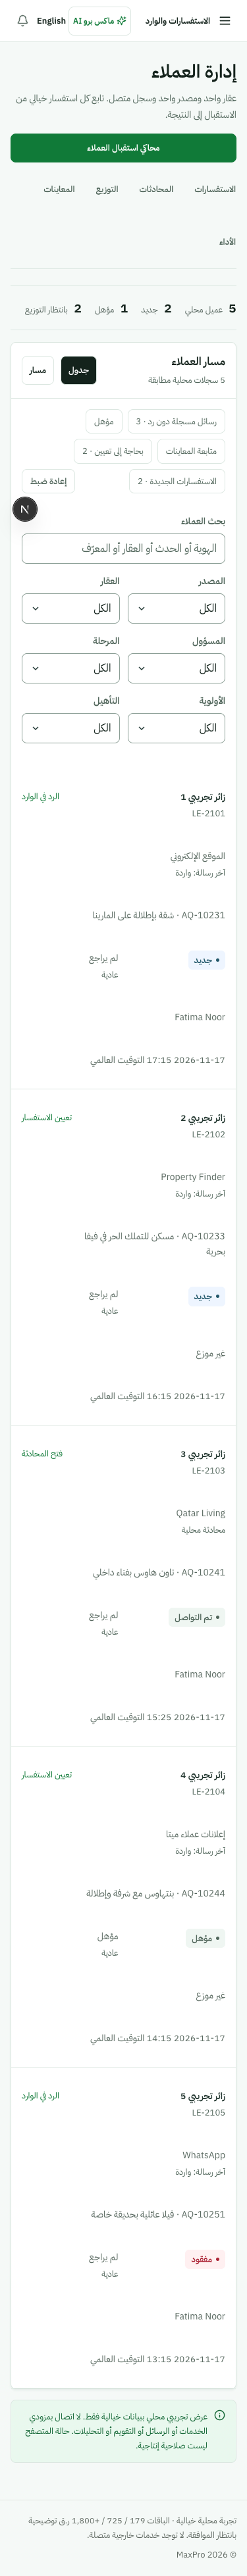 الاستفسارات والوارد
ماكس برو AI
English
إدارة العملاء
عقار واحد ومصدر واحد وسجل متصل. تابع كل استفسار خيالي من
الاستقبال إلى النتيجة.
محاكي استقبال العملاء
الاستفسارات
المحادثات
التوزيع
المعاينات
الأداء
5 عميل محلي
2 جديد
1 مؤهل
2 بانتظار التوزيع
مسار العملاء
5 سجلات محلية مطابقة
جدول
مسار
رسائل مسجلة دون رد · 3
مؤهل
متابعة المعاينات
بحاجة إلى تعيين · 2
الاستفسارات الجديدة · 2
إعادة ضبط
N
بحث العملاء
الهوية أو الحدث أو العقار أو المعرّف
المصدر
العقار
الكل
الكل
المسؤول
المرحلة
الكل
الكل
الأولوية
التأهيل
الكل
الكل
زائر تجريبي 1
الرد في الوارد
LE-2101
الموقع الإلكتروني
آخر رسالة: واردة
AQ-10231 · شقة بإطلالة على المارينا
جديد
لم يراجع
عادية
Fatima Noor
2026-11-17 17:15 التوقيت العالمي
زائر تجريبي 2
تعيين الاستفسار
LE-2102
Property Finder
آخر رسالة: واردة
AQ-10233 · مسكن للتملك الحر في فيفا
بحرية
جديد
لم يراجع
عادية
غير موزع
2026-11-17 16:15 التوقيت العالمي
زائر تجريبي 3
فتح المحادثة
LE-2103
Qatar Living
محادثة محلية
AQ-10241 · تاون هاوس بفناء داخلي
تم التواصل
لم يراجع
عادية
Fatima Noor
2026-11-17 15:25 التوقيت العالمي
زائر تجريبي 4
تعيين الاستفسار
LE-2104
إعلانات عملاء ميتا
آخر رسالة: واردة
AQ-10244 · بنتهاوس مع شرفة وإطلالة
مؤهل
مؤهل
عادية
غير موزع
2026-11-17 14:15 التوقيت العالمي
زائر تجريبي 5
الرد في الوارد
LE-2105
WhatsApp
آخر رسالة: واردة
AQ-10251 · فيلا عائلية بحديقة خاصة
مفقود
لم يراجع
عادية
Fatima Noor
2026-11-17 13:15 التوقيت العالمي
عرض تجريبي محلي ببيانات خيالية فقط. لا اتصال بمزودي
الخدمات أو الرسائل أو التقويم أو التحليلات. حالة المتصفح
ليست صلاحية إنتاجية.
تجربة محلية خيالية · الباقات 179 / 725 / +1,800 ر.ق توضيحية
بانتظار الموافقة. لا توجد خدمات خارجية متصلة.
© 2026 MaxPro